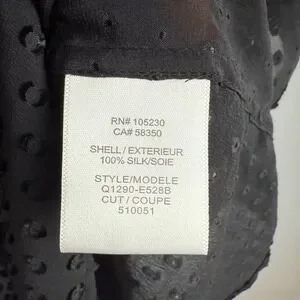 RN# 105230
CA# 58350
SHELL / EXTERIEUR
100% SILK/SOIE
STYLE/MODELE
Q1290-E528B
CUT / COUPE
510051